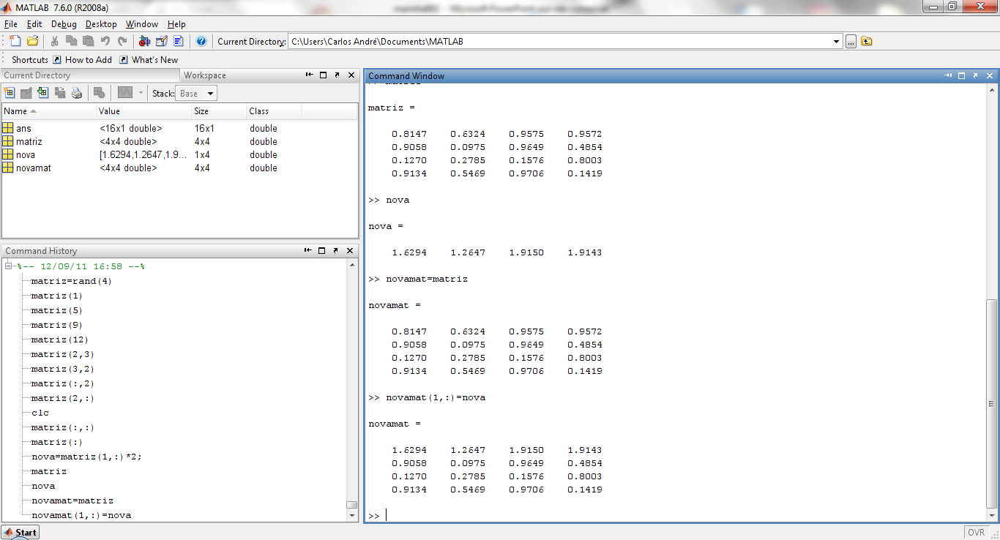 MATLAB 7.6.0 (R2008a)
File Edit Debug Desktop Window Help
Current Directory: C:\Users\Carlos André\Documents\MATLAB ...
Shortcuts How to Add What's New
Current Directory Workspace
Stack: Base
Name Value Size Class
ans <16x1 double> 16x1 double
matriz <4x4 double> 4x4 double
nova [1.6294,1.2647,1.9... 1x4 double
novamat <4x4 double> 4x4 double
Command History
%-- 12/09/11 16:58 --%
matriz=rand(4)
matriz(1)
matriz(5)
matriz(9)
matriz(12)
matriz(2,3)
matriz(3,2)
matriz(:,2)
matriz(2,:)
clc
matriz(:,:)
matriz(:)
nova=matriz(1,:)*2;
matriz
nova
novamat=matriz
novamat(1,:)=nova
Command Window
matriz =
0.8147 0.6324 0.9575 0.9572
0.9058 0.0975 0.9649 0.4854
0.1270 0.2785 0.1576 0.8003
0.9134 0.5469 0.9706 0.1419
>> nova
nova =
1.6294 1.2647 1.9150 1.9143
>> novamat=matriz
novamat =
0.8147 0.6324 0.9575 0.9572
0.9058 0.0975 0.9649 0.4854
0.1270 0.2785 0.1576 0.8003
0.9134 0.5469 0.9706 0.1419
>> novamat(1,:)=nova
novamat =
1.6294 1.2647 1.9150 1.9143
0.9058 0.0975 0.9649 0.4854
0.1270 0.2785 0.1576 0.8003
0.9134 0.5469 0.9706 0.1419
>>
Start
OVR